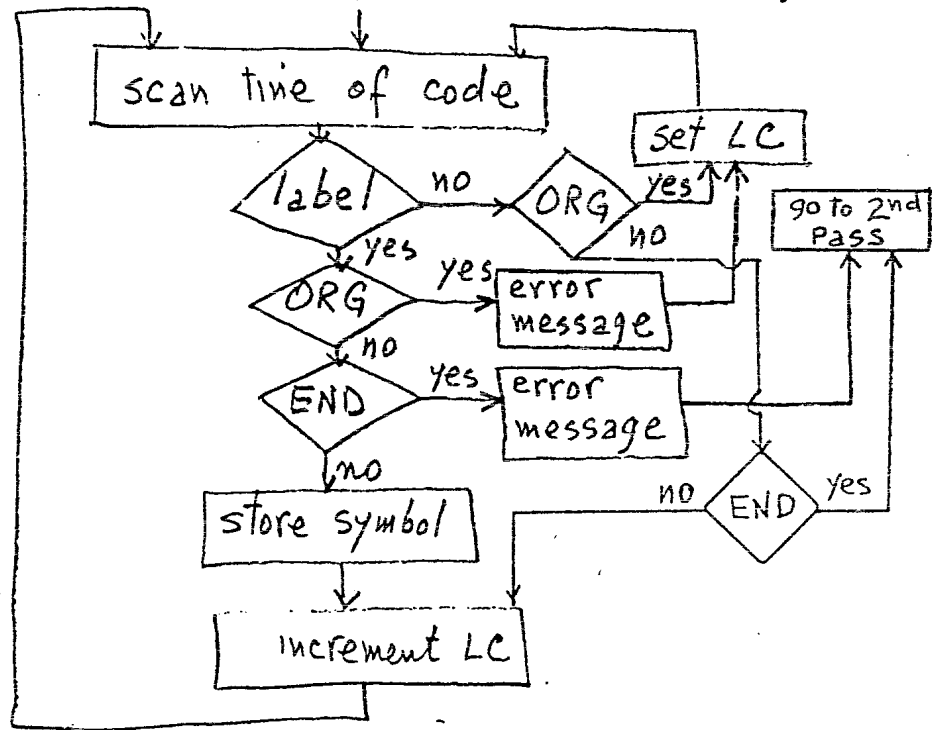 scan line of code
set LC
label
no
ORG
yes
no
go to 2nd
pass
yes
ORG
yes
error
message
no
END
yes
error
message
no
store symbol
no
END
yes
increment LC